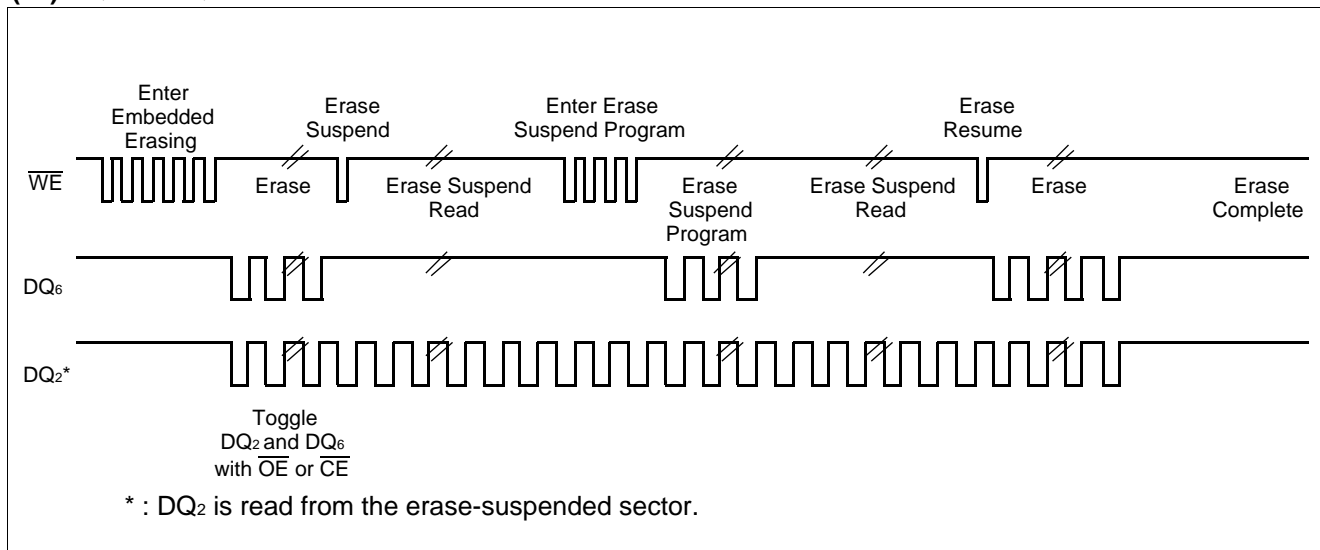 Enter
Embedded
Erasing
Erase
Suspend
Enter Erase
Suspend Program
Erase
Resume
WE
Erase
Erase Suspend
Read
Erase
Suspend
Program
Erase Suspend
Read
Erase
Erase
Complete
DQ6
DQ2*
Toggle
DQ2 and DQ6
with OE or CE
* : DQ2 is read from the erase-suspended sector.